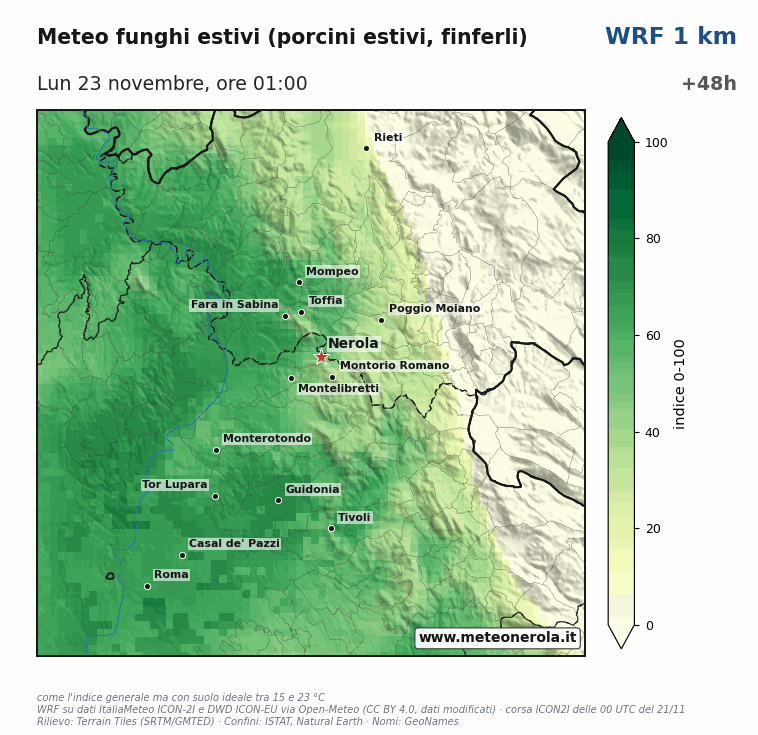 Meteo funghi estivi (porcini estivi, finferli)
WRF 1 km
Lun 23 novembre, ore 01:00
+48h
Rieti
Mompeo
Fara in Sabina
Toffia
Poggio Moiano
Nerola
Montorio Romano
Montelibretti
Monterotondo
Tor Lupara
Guidonia
Tivoli
Casal de' Pazzi
Roma
www.meteonerola.it
100
80
60
40
20
0
indice 0-100
come l'indice generale ma con suolo ideale tra 15 e 23 °C
WRF su dati ItaliaMeteo ICON-2I e DWD ICON-EU via Open-Meteo (CC BY 4.0, dati modificati) · corsa ICON2I delle 00 UTC del 21/11
Rilievo: Terrain Tiles (SRTM/GMTED) · Confini: ISTAT, Natural Earth · Nomi: GeoNames